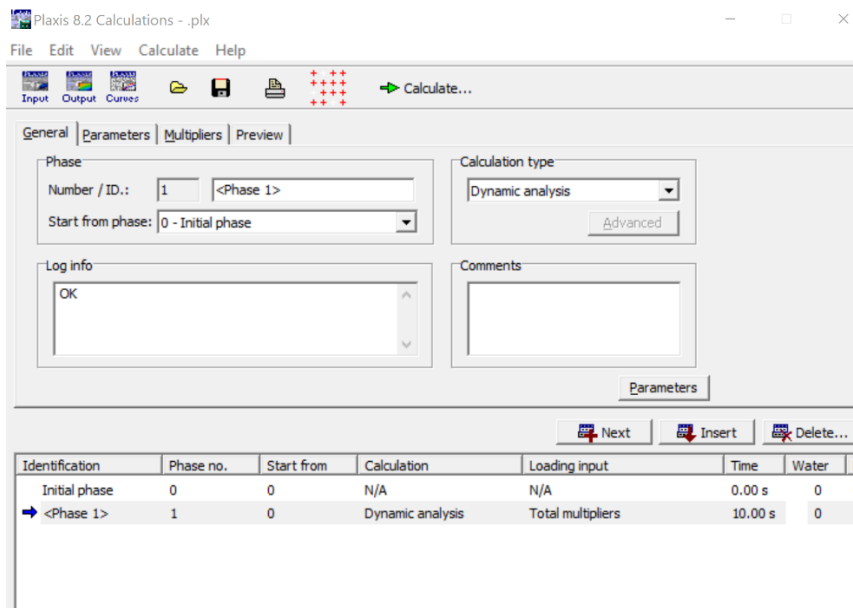 Plaxis 8.2 Calculations - .plx
File Edit View Calculate Help
Input Output Curves Calculate...
General Parameters Multipliers Preview
Phase
Number / ID.: 1 <Phase 1>
Start from phase: 0 - Initial phase
Calculation type
Dynamic analysis
Advanced
Log info
OK
Comments
Parameters
Next Insert Delete...
Identification Phase no. Start from Calculation Loading input Time Water
Initial phase 0 0 N/A N/A 0.00 s 0
<Phase 1> 1 0 Dynamic analysis Total multipliers 10.00 s 0